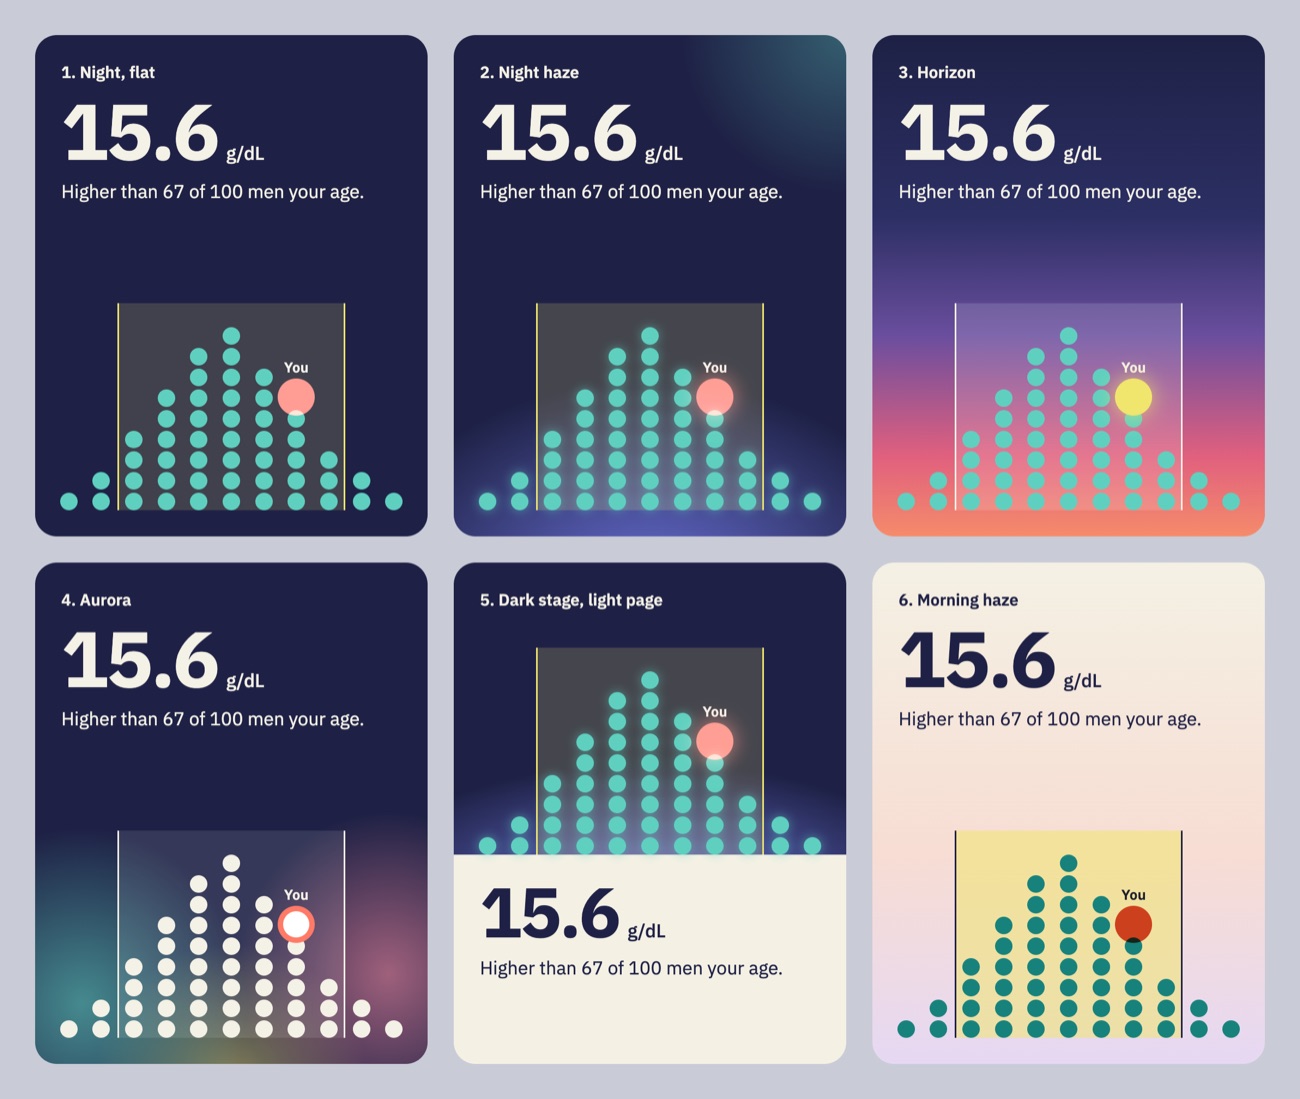 1. Night, flat
15.6 g/dL
Higher than 67 of 100 men your age.
You
2. Night haze
15.6 g/dL
Higher than 67 of 100 men your age.
You
3. Horizon
15.6 g/dL
Higher than 67 of 100 men your age.
You
4. Aurora
15.6 g/dL
Higher than 67 of 100 men your age.
You
5. Dark stage, light page
You
15.6 g/dL
Higher than 67 of 100 men your age.
6. Morning haze
15.6 g/dL
Higher than 67 of 100 men your age.
You